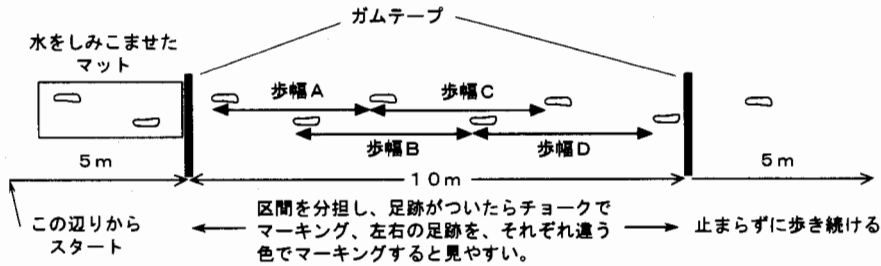 ガムテープ
水をしみこませた
マット
歩幅A
歩幅C
歩幅B
歩幅D
5m
10m
5m
この辺りから
スタート
区間を分担し、足跡がついたらチョークで
マーキング、左右の足跡を、それぞれ違う
色でマーキングすると見やすい。
止まらずに歩き続ける